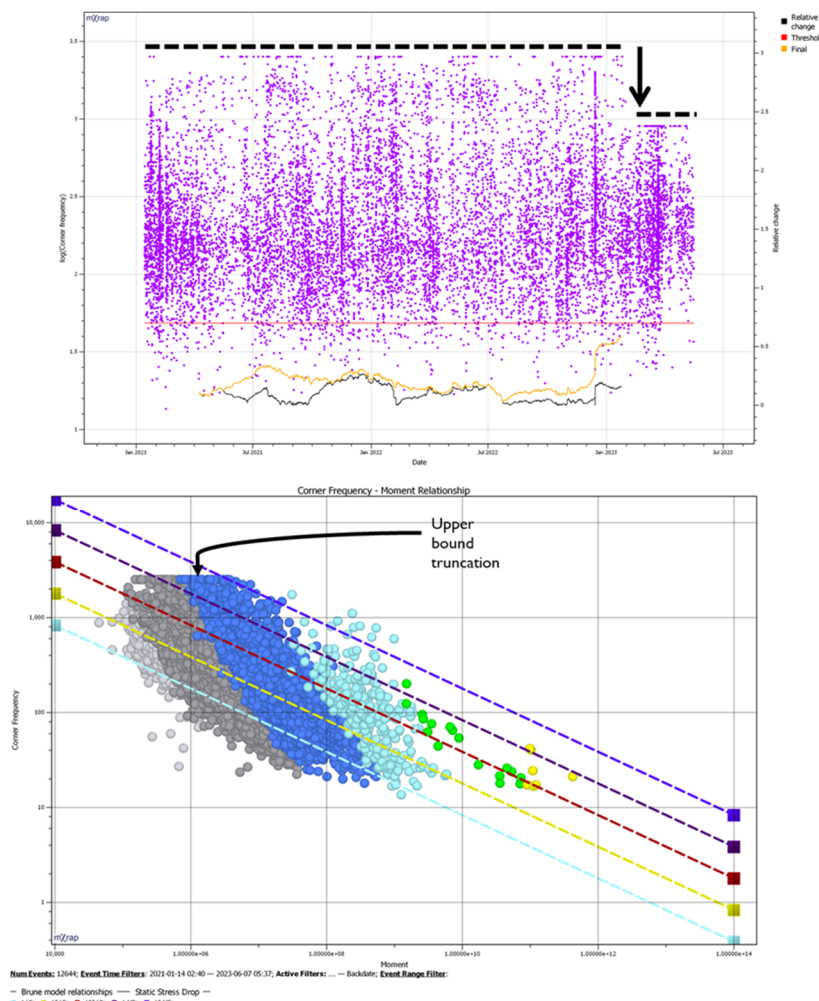 mXrap
Relative
change
Threshol
Final
3.5
3
2.5
2
1.5
1
3
2.5
2
1.5
1
0.5
0
log(Corner frequency)
Relative change
Jan 2021
Jul 2021
Jan 2022
Jul 2022
Jan 2023
Jul 2023
Date
Corner Frequency - Moment Relationship
Upper
bound
truncation
10,000
1,000
100
10
1
Corner Frequency
mXrap
10,000
1.00000e+06
1.00000e+08
1.00000e+10
1.00000e+12
1.00000e+14
Moment
Num Events: 12644; Event Time Filters: 2021-01-14 02:40 — 2023-06-07 05:37; Active Filters: ... — Backdate; Event Range Filter:
— Brune model relationships — Static Stress Drop —